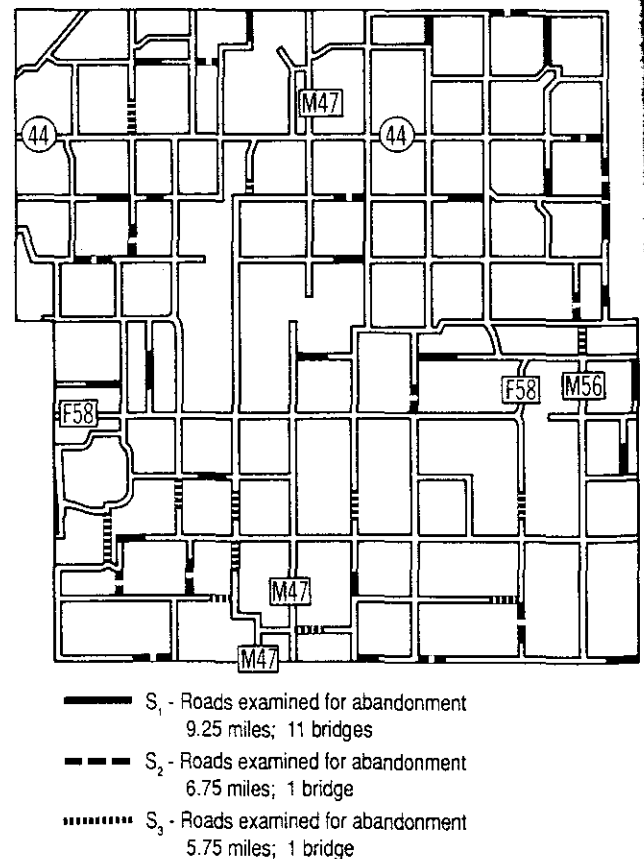 M47
44
44
F58
F58
M56
M47
M47
S₁ - Roads examined for abandonment
9.25 miles; 11 bridges
S₂ - Roads examined for abandonment
6.75 miles; 1 bridge
S₃ - Roads examined for abandonment
5.75 miles; 1 bridge